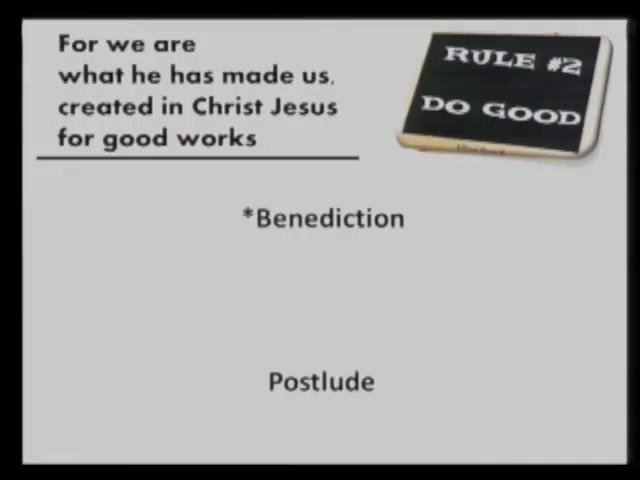 For we are
what he has made us,
created in Christ Jesus
for good works
RULE #2
DO GOOD
*Benediction
Postlude